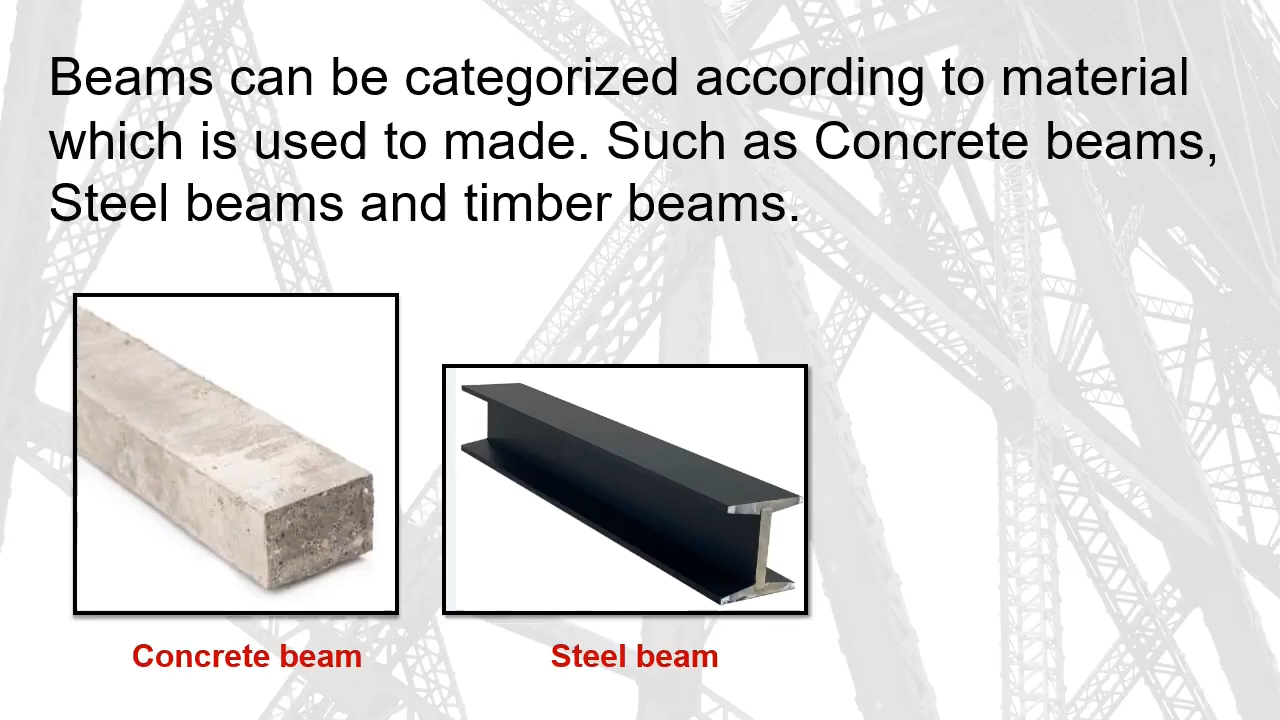 Beams can be categorized according to material
which is used to made. Such as Concrete beams,
Steel beams and timber beams.
Concrete beam
Steel beam